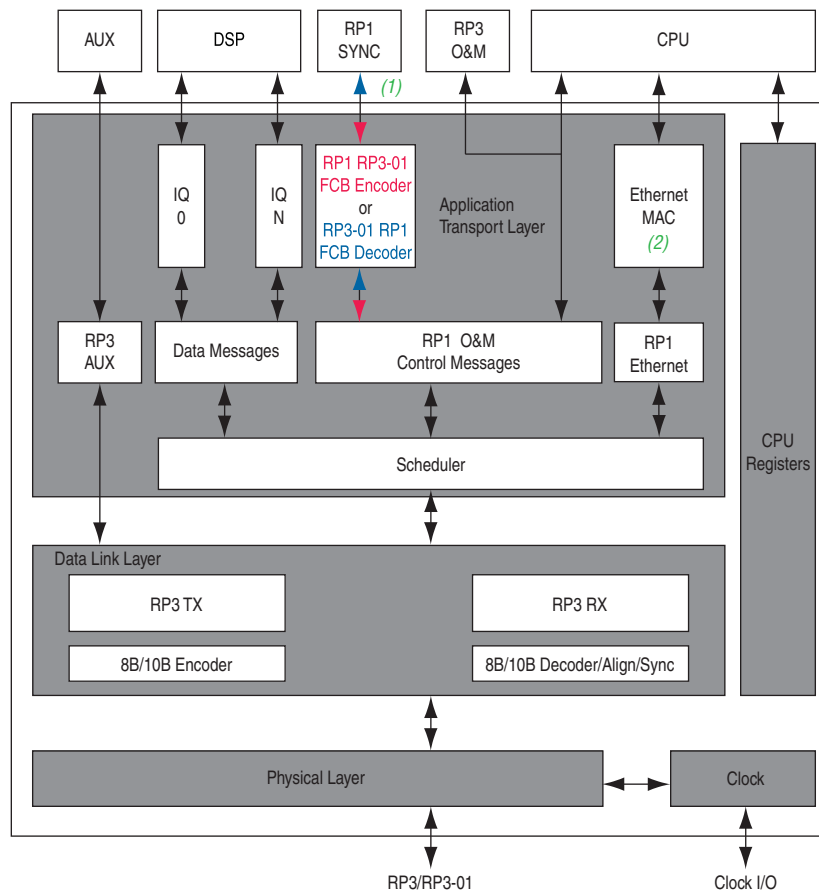 AUX
DSP
RP1
SYNC
RP3
O&M
CPU
(1)
IQ
0
IQ
N
RP1 RP3-01
FCB Encoder
or
RP3-01 RP1
FCB Decoder
Application
Transport Layer
Ethernet
MAC
(2)
RP3
AUX
Data Messages
RP1 O&M
Control Messages
RP1
Ethernet
Scheduler
CPU
Registers
Data Link Layer
RP3 TX
RP3 RX
8B/10B Encoder
8B/10B Decoder/Align/Sync
Physical Layer
Clock
RP3/RP3-01
Clock I/O